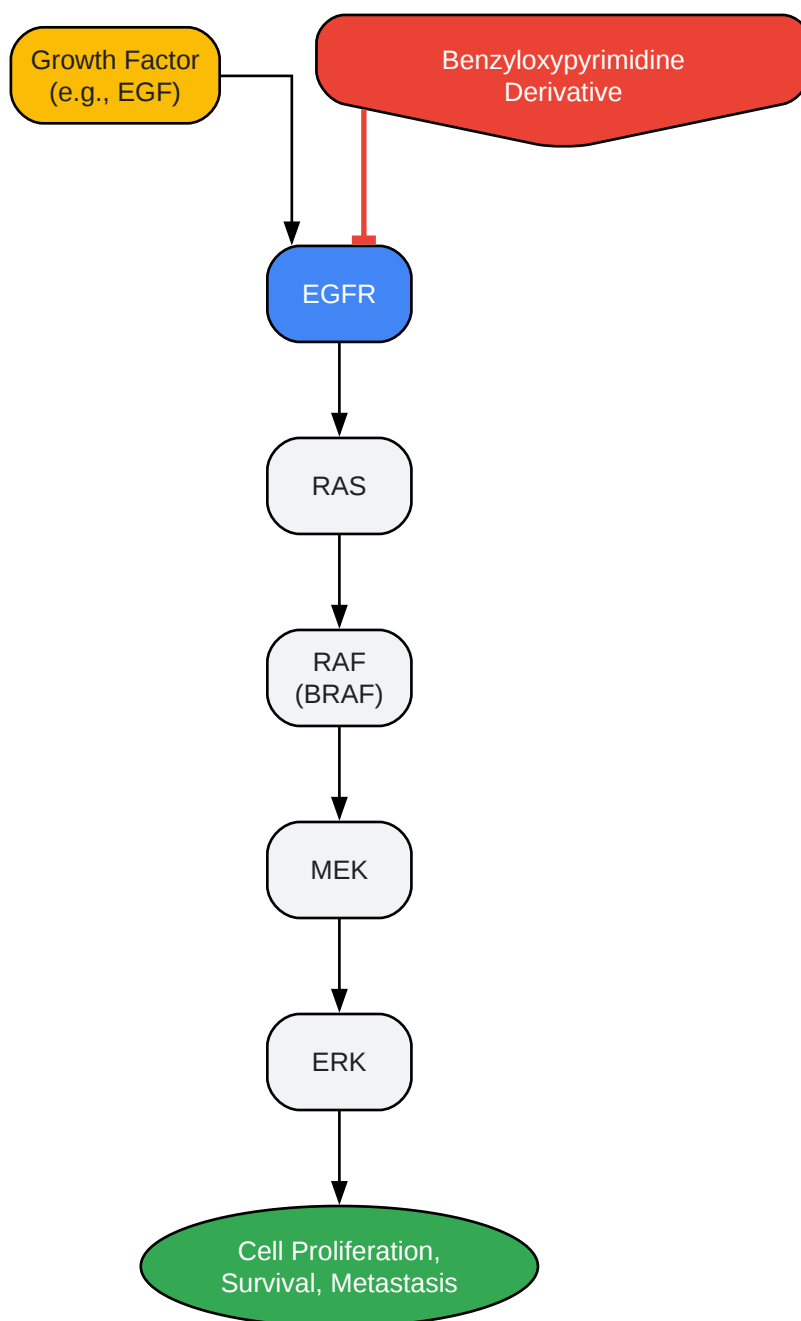 Growth Factor
(e.g., EGF)
Benzyloxypyrimidine
Derivative
EGFR
RAS
RAF
(BRAF)
MEK
ERK
Cell Proliferation,
Survival, Metastasis